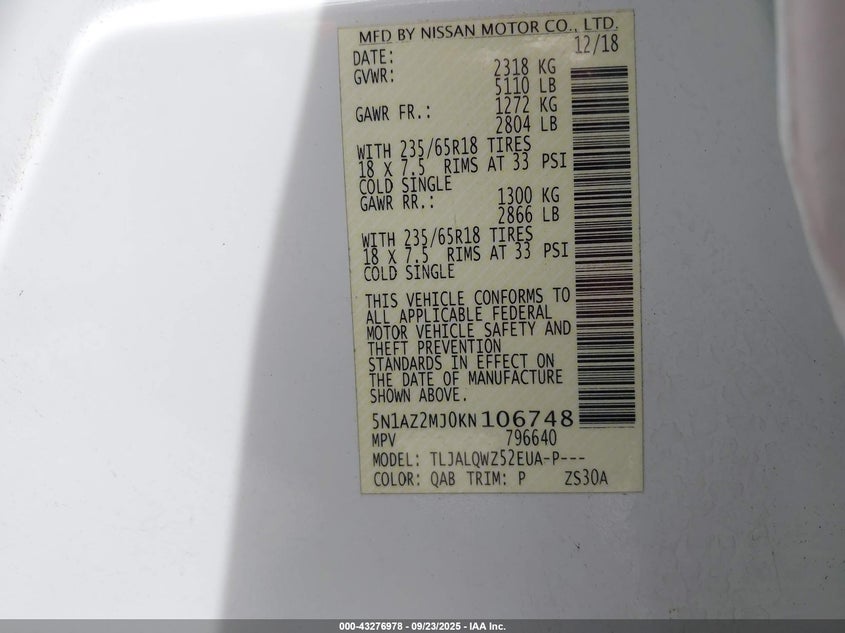 MFD BY NISSAN MOTOR CO., LTD.
DATE: 12/18
GVWR: 2318 KG
5110 LB
GAWR FR.: 1272 KG
2804 LB
WITH 235/65R18 TIRES
18 X 7.5 RIMS AT 33 PSI
COLD SINGLE
GAWR RR.: 1300 KG
2866 LB
WITH 235/65R18 TIRES
18 X 7.5 RIMS AT 33 PSI
COLD SINGLE
THIS VEHICLE CONFORMS TO
ALL APPLICABLE FEDERAL
MOTOR VEHICLE SAFETY AND
THEFT PREVENTION
STANDARDS IN EFFECT ON
THE DATE OF MANUFACTURE
SHOWN ABOVE.
5N1AZ2MJ0KN106748
MPV 796640
MODEL: TLJALQWZ52EUA-P---
COLOR: QAB TRIM: P ZS30A
000-43276978 - 09/23/2025 - IAA Inc.